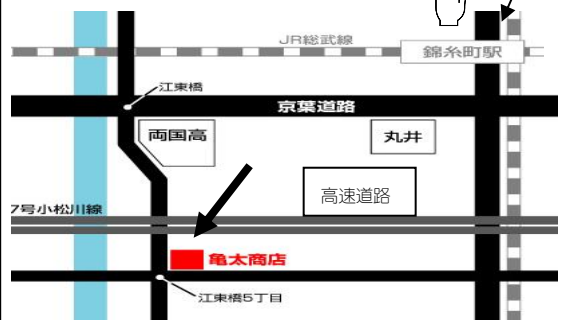 JR総武線
錦糸町駅
江東橋
京葉道路
両国高
丸井
高速道路
7号小松川線
亀太商店
江東橋5丁目